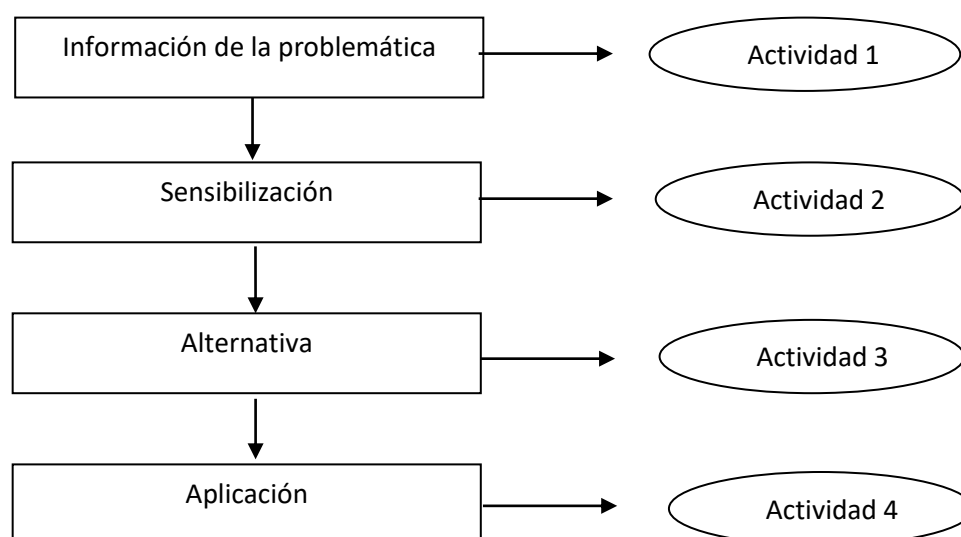 Información de la problemática
Actividad 1
Sensibilización
Actividad 2
Alternativa
Actividad 3
Aplicación
Actividad 4